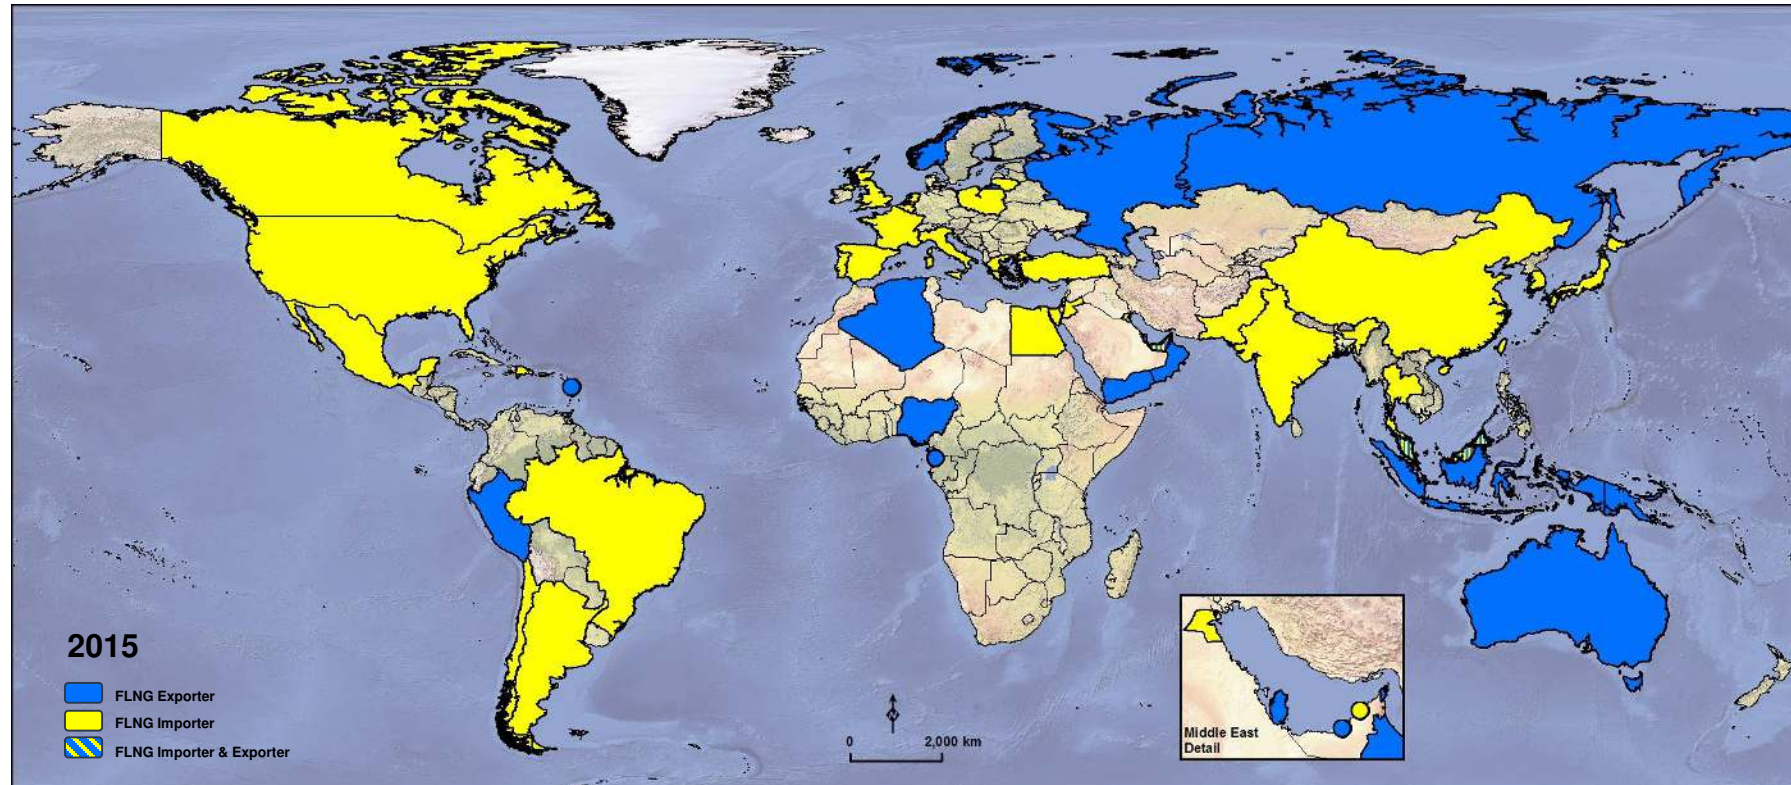 2015
FLNG Exporter
FLNG Importer
FLNG Importer & Exporter
0 2,000 km
Middle East
Detail